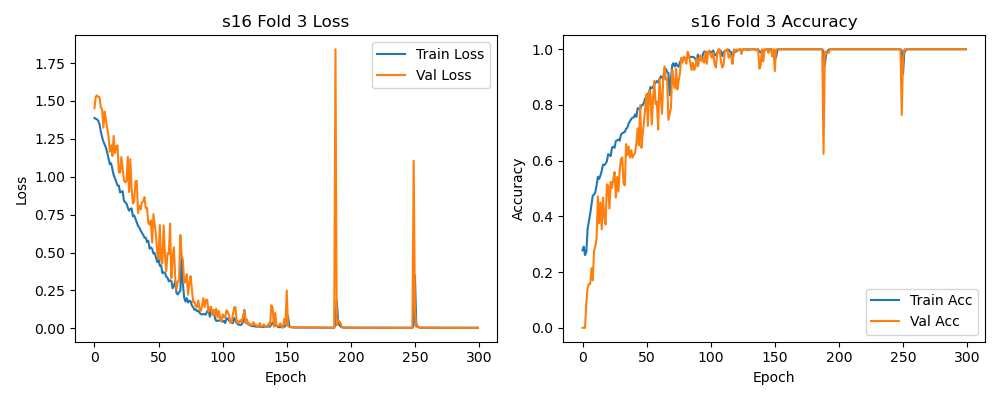 s16 Fold 3 Loss
Train Loss
Val Loss
1.75
1.50
1.25
1.00
0.75
0.50
0.25
0.00
Loss
0
50
100
150
200
250
300
Epoch
s16 Fold 3 Accuracy
1.0
0.8
0.6
0.4
0.2
0.0
Accuracy
Train Acc
Val Acc
0
50
100
150
200
250
300
Epoch